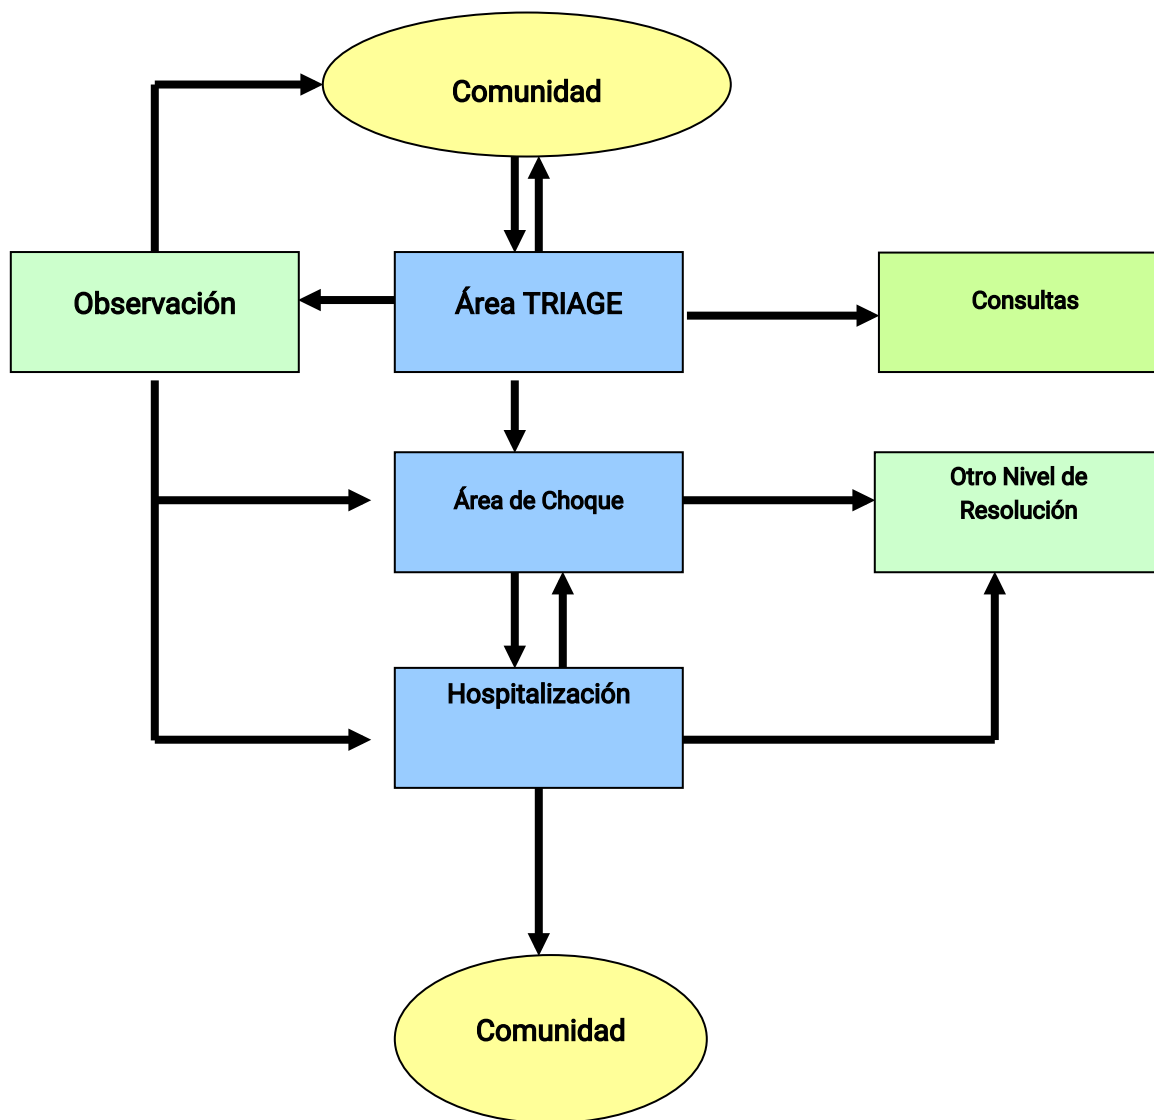 Comunidad
Observación
Área TRIAGE
Consultas
Área de Choque
Otro Nivel de
Resolución
Hospitalización
Comunidad